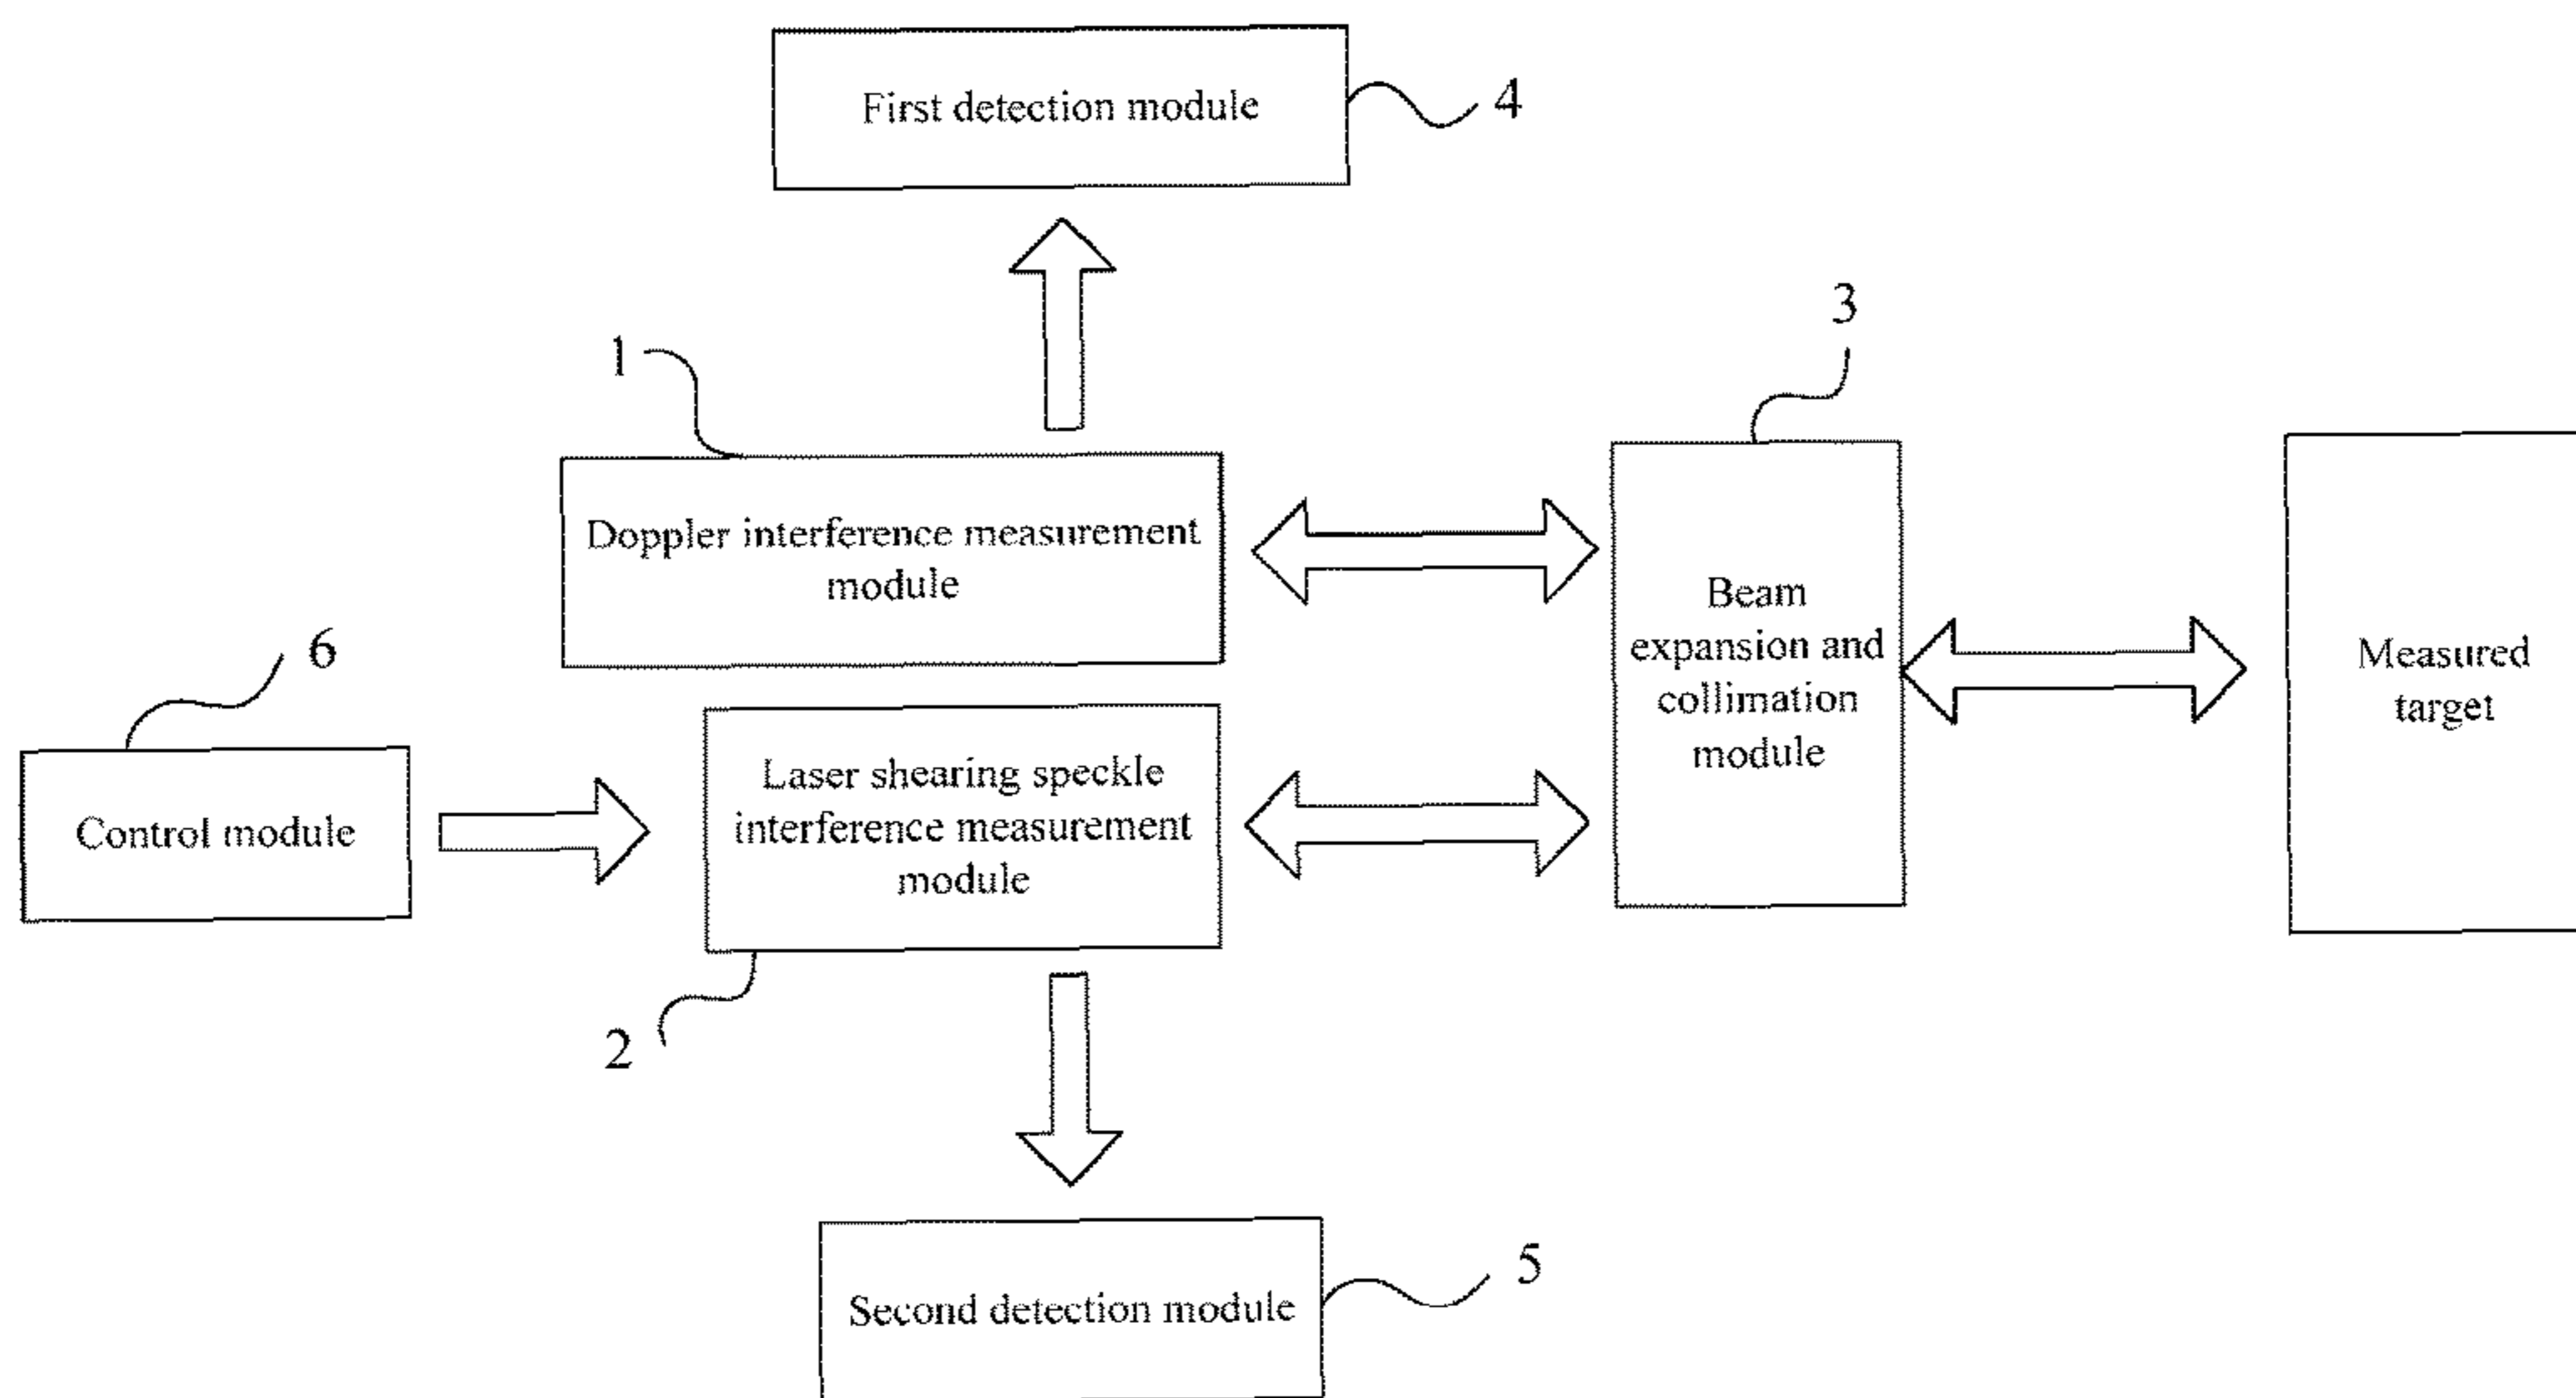 First detection module
4
3
1
Doppler interference measurement
module
Beam
expansion and
collimation
module
Measured
target
6
Control module
Laser shearing speckle
interference measurement
module
2
5
Second detection module